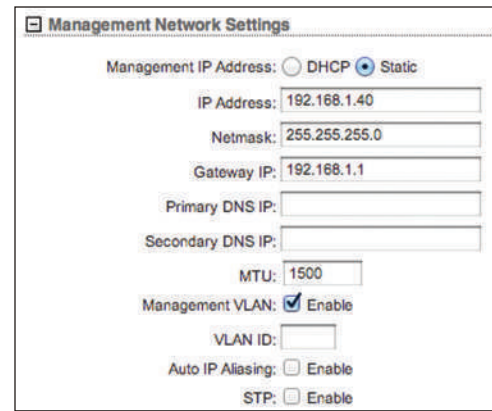 Management Network Settings
Management IP Address: DHCP Static
IP Address: 192.168.1.40
Netmask: 255.255.255.0
Gateway IP: 192.168.1.1
Primary DNS IP:
Secondary DNS IP:
MTU: 1500
Management VLAN: Enable
VLAN ID:
Auto IP Aliasing: Enable
STP: Enable